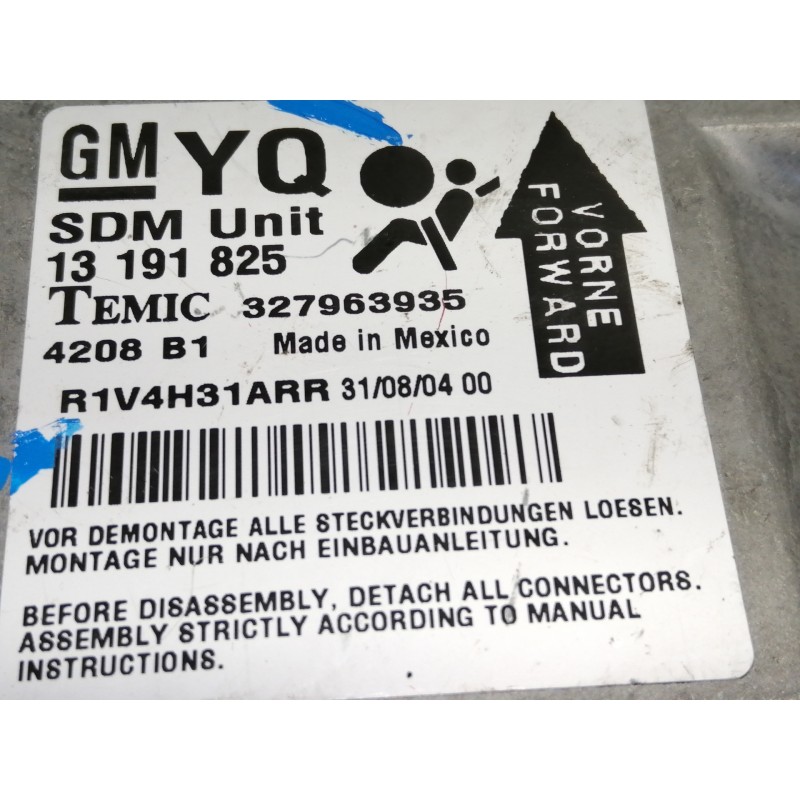 GM YQ
SDM Unit
13 191 825
TEMIC 327963935
4208 B1 Made in Mexico
R1V4H31ARR 31/08/04 00
VORNE
FORWARD
VOR DEMONTAGE ALLE STECKVERBINDUNGEN LOESEN.
MONTAGE NUR NACH EINBAUANLEITUNG.
BEFORE DISASSEMBLY, DETACH ALL CONNECTORS.
ASSEMBLY STRICTLY ACCORDING TO MANUAL
INSTRUCTIONS.